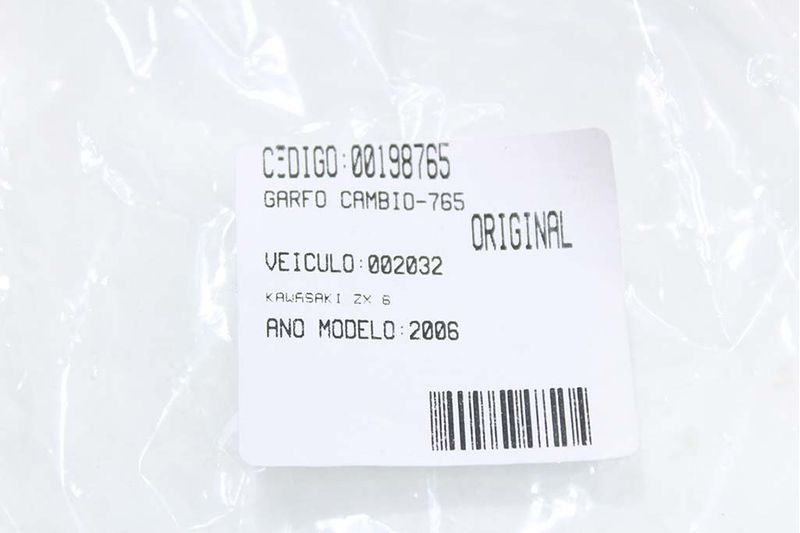 CÓDIGO:00198765
GARFO CAMBIO-765
ORIGINAL
VEICULO:002032
KAWASAKI ZX 6
ANO MODELO:2006